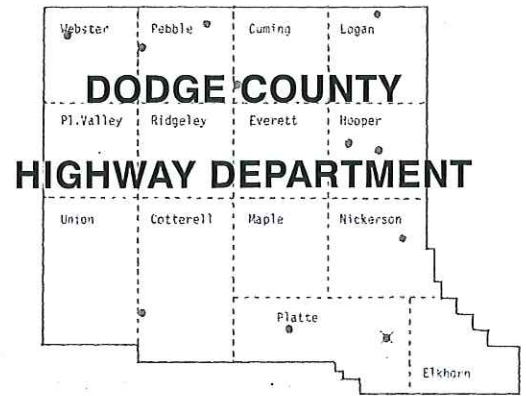 Webster Pebble Cuming Logan
DODGE COUNTY
Pl.Valley Ridgeley Everett Hooper
HIGHWAY DEPARTMENT
Union Cotterell Maple Nickerson
Platte
Elkhorn